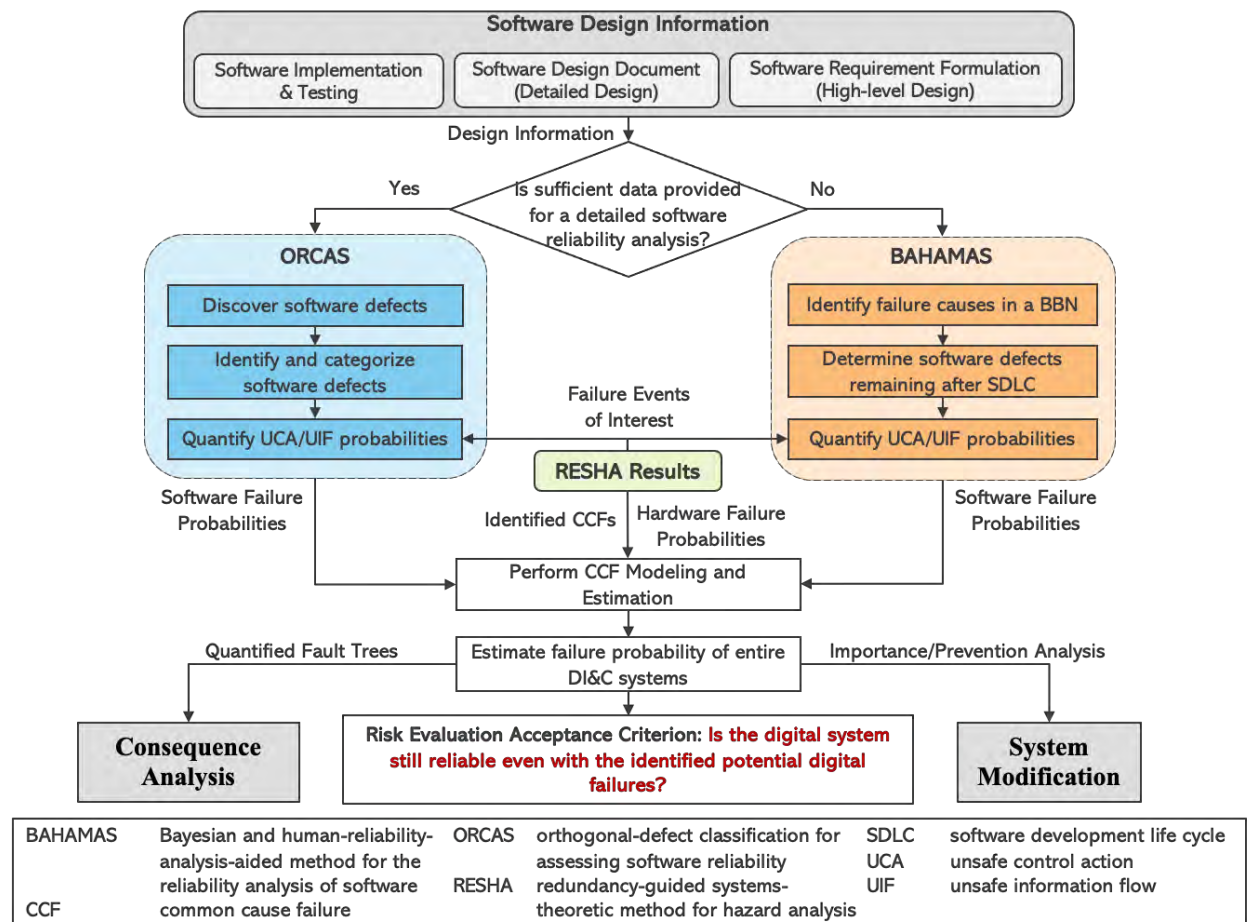 Software Design Information
Software Implementation
& Testing
Software Design Document
(Detailed Design)
Software Requirement Formulation
(High-level Design)
Design Information
Is sufficient data provided
for a detailed software
reliability analysis?
Yes
No
ORCAS
Discover software defects
Identify and categorize
software defects
Quantify UCA/UIF probabilities
BAHAMAS
Identify failure causes in a BBN
Determine software defects
remaining after SDLC
Quantify UCA/UIF probabilities
Failure Events
of Interest
RESHA Results
Software Failure
Probabilities
Identified CCFs
Hardware Failure
Probabilities
Software Failure
Probabilities
Perform CCF Modeling and
Estimation
Quantified Fault Trees
Estimate failure probability of entire
DI&C systems
Importance/Prevention Analysis
Consequence
Analysis
Risk Evaluation Acceptance Criterion: Is the digital system
still reliable even with the identified potential digital
failures?
System
Modification
BAHAMAS Bayesian and human-reliability-
analysis-aided method for the
reliability analysis of software
CCF common cause failure
ORCAS orthogonal-defect classification for
assessing software reliability
RESHA redundancy-guided systems-
theoretic method for hazard analysis
SDLC software development life cycle
UCA unsafe control action
UIF unsafe information flow